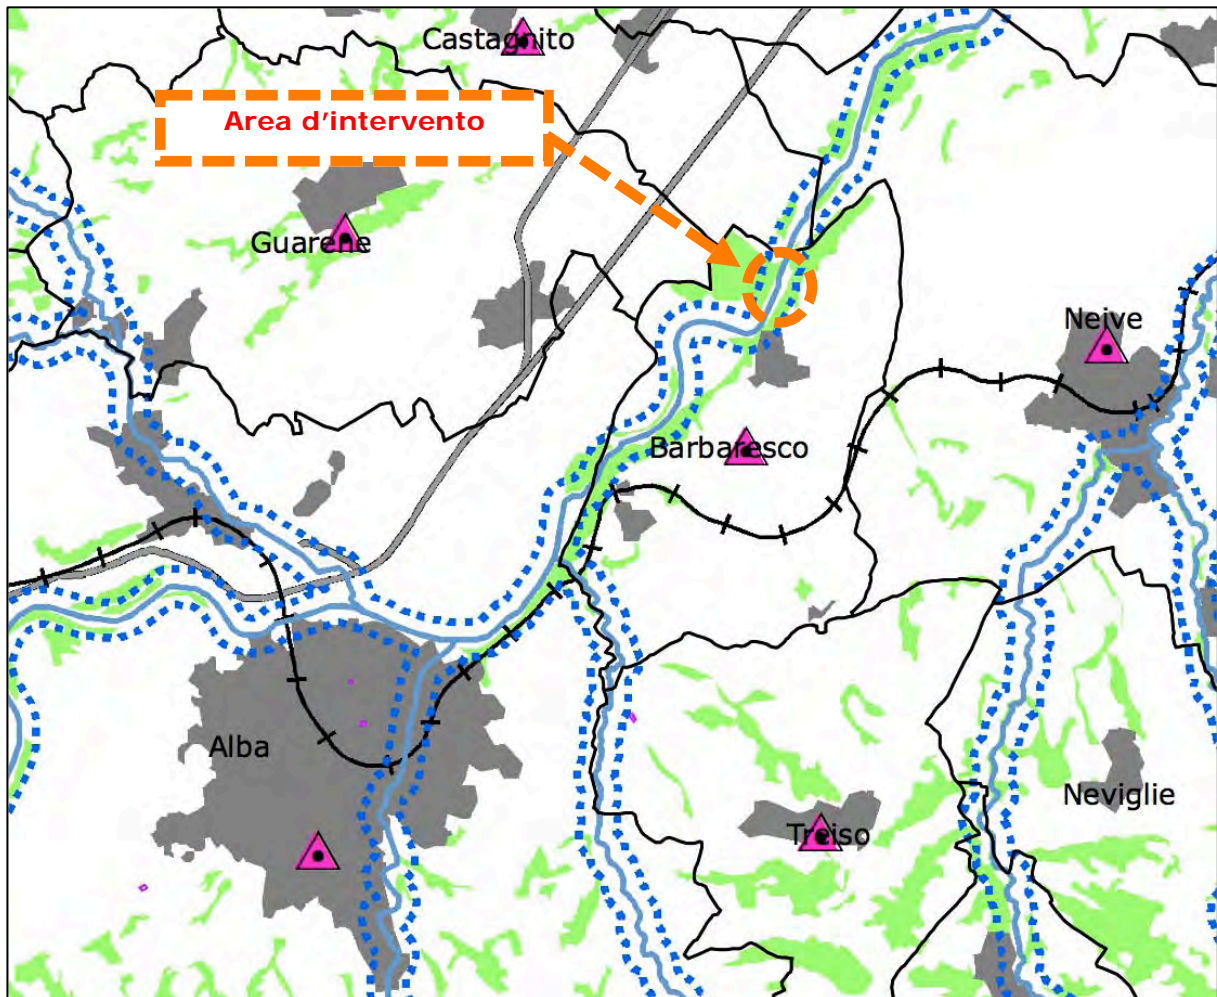 Castagnito
Area d'intervento
Guarene
Neive
Barbaresco
Alba
Neviglie
Treiso